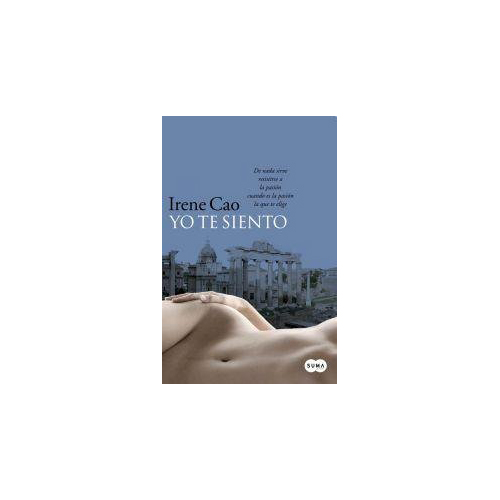 De nada sirve
resistirse a
la pasión
cuando es la pasión
la que te elige
Irene Cao
YO TE SIENTO
SUMA